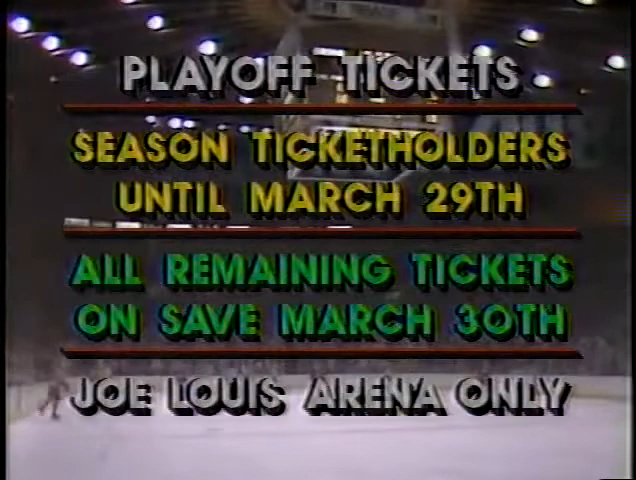 PLAYOFF TICKETS
SEASON TICKETHOLDERS
UNTIL MARCH 29TH
ALL REMAINING TICKETS
ON SAVE MARCH 30TH
JOE LOUIS ARENA ONLY